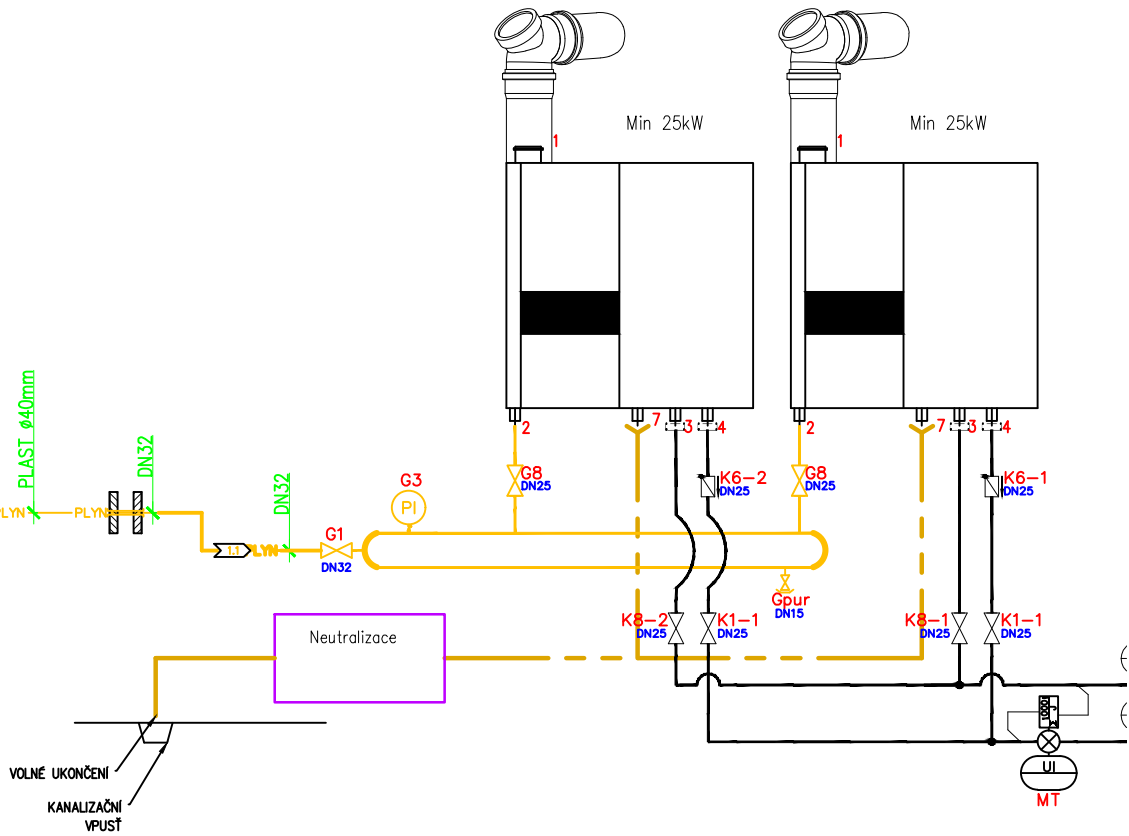 Min 25kW
Min 25kW
1
1
2
7
3
4
2
7
3
4
PLAST ø40mm
DN32
DN32
G3
PI
G8
DN25
K6-2
DN25
G8
DN25
K6-1
DN25
PLYN
PLYN
1.1
PLYN
G1
DN32
Gpur
DN15
K8-2
DN25
K1-1
DN25
K8-1
DN25
K1-1
DN25
Neutralizace
UI
MT
VOLNÉ UKONČENÍ
KANALIZAČNÍ
VPUSŤ